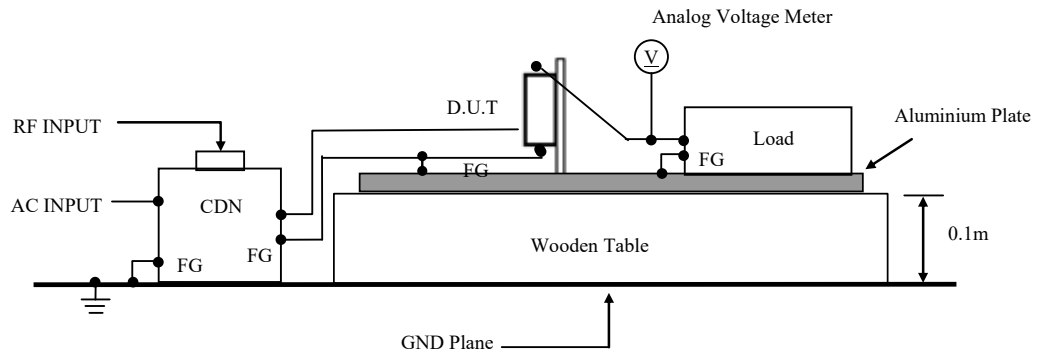 Analog Voltage Meter
V
D.U.T
Aluminium Plate
RF INPUT
Load
FG
FG
AC INPUT
CDN
0.1m
Wooden Table
FG
FG
GND Plane